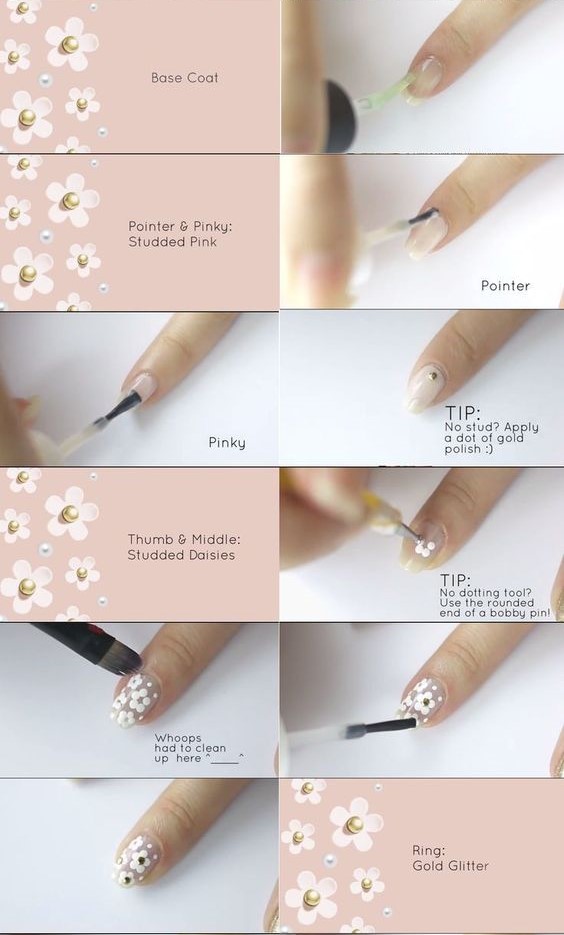 Base Coat
Pointer & Pinky:
Studded Pink
Pointer
Pinky
TIP:
No stud? Apply
a dot of gold
polish :)
Thumb & Middle:
Studded Daisies
TIP:
No dotting tool?
Use the rounded
end of a bobby pin!
Whoops
had to clean
up here ^_____^
Ring:
Gold Glitter